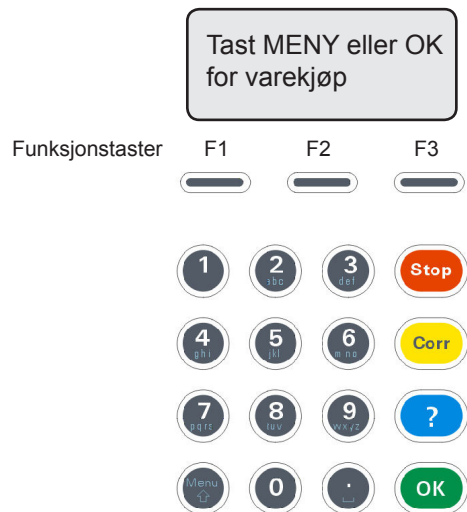 Tast MENY eller OK
for varekjøp
Funksjonstaster F1 F2 F3
1 2 3 Stop
abc def
4 5 6 Corr
ghi jkl mno
7 8 9 ?
pqrs tuv wxyz
Menu 0 . OK